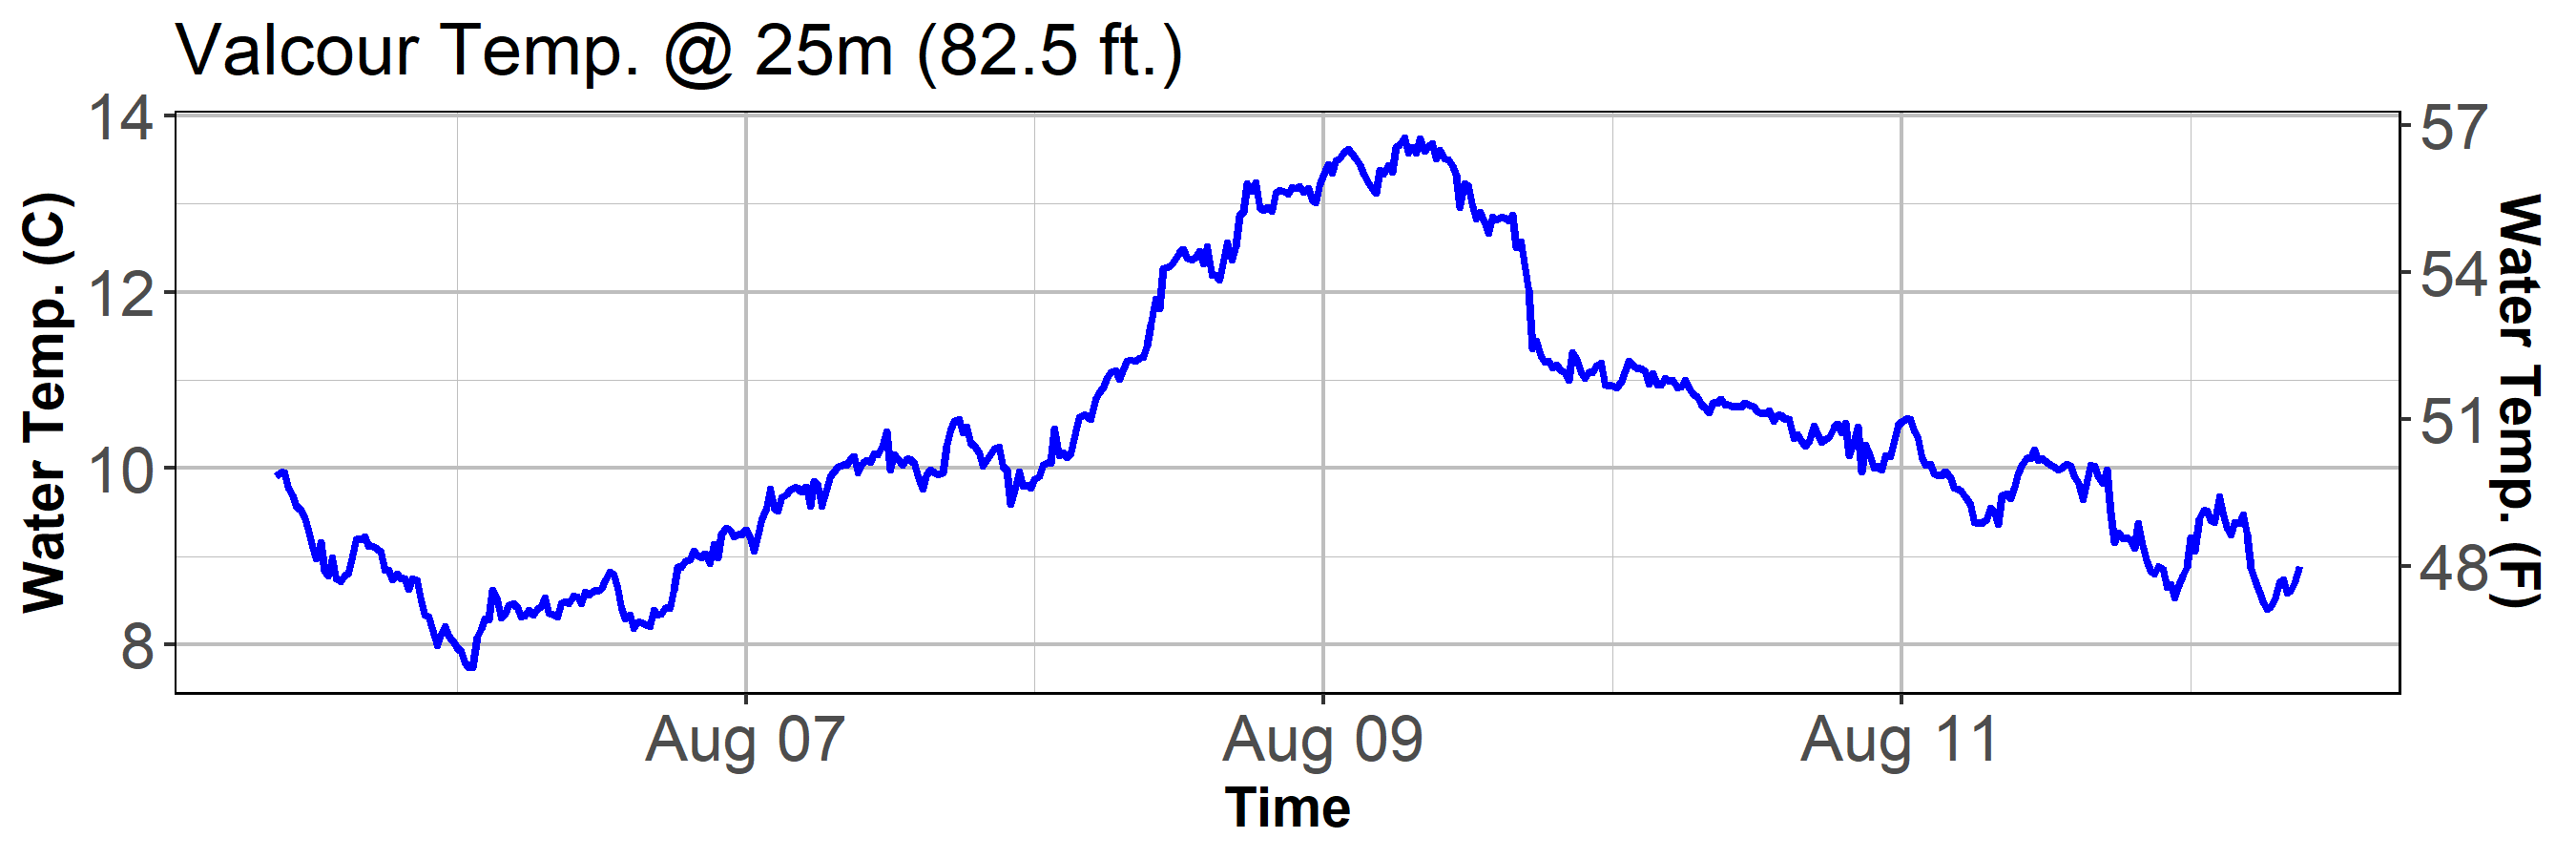 Valcour Temp. @ 25m (82.5 ft.)
Water Temp. (C)
14
12
10
8
57
54
51
48
Water Temp. (F)
Aug 07
Aug 09
Aug 11
Time